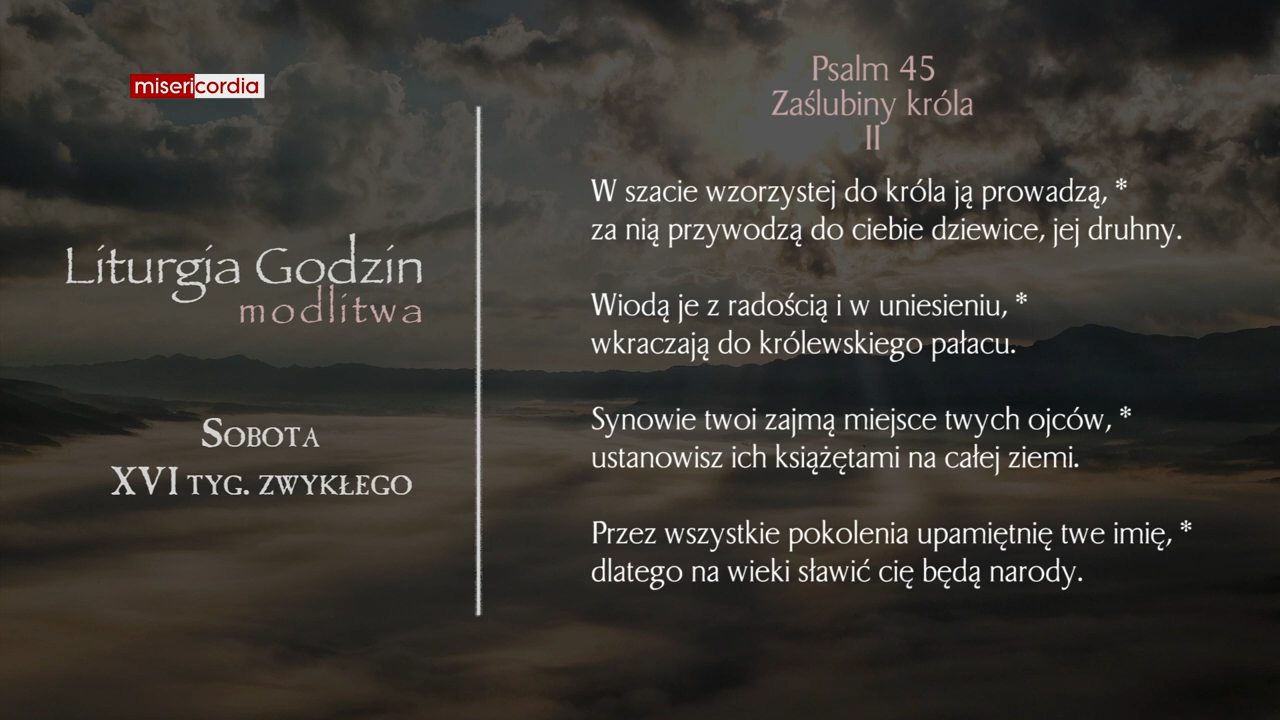 misericordia
Liturgia Godzin
modlitwa
Sobota
XVI tyg. zwykłego
Psalm 45
Zaślubiny króla
II
W szacie wzorzystej do króla ją prowadzą, *
za nią przywodzą do ciebie dziewice, jej druhny.
Wiodą je z radością i w uniesieniu, *
wkraczają do królewskiego pałacu.
Synowie twoi zajmą miejsce twych ojców, *
ustanowisz ich książętami na całej ziemi.
Przez wszystkie pokolenia upamiętnię twe imię, *
dlatego na wieki sławić cię będą narody.